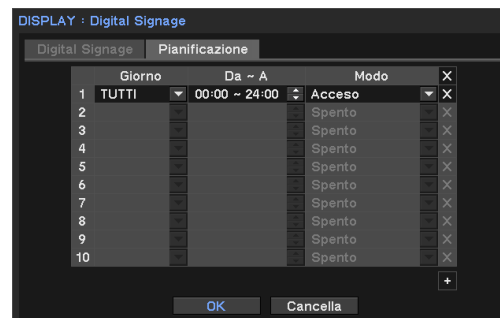 DISPLAY : Digital Signage
Digital Signage Pianificazione
Giorno Da ~ A Modo X
1 TUTTI 00:00 ~ 24:00 Acceso X
2 Spento X
3 Spento X
4 Spento X
5 Spento X
6 Spento X
7 Spento X
8 Spento X
9 Spento X
10 Spento X
+
OK Cancella